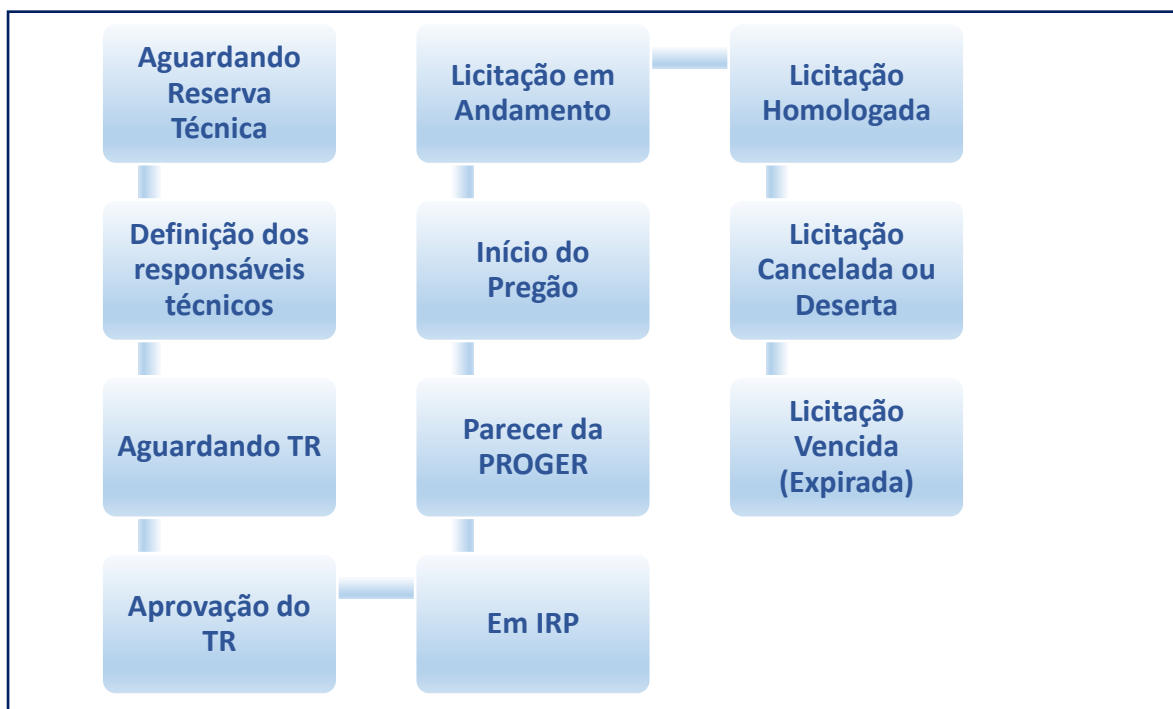 Aguardando
Reserva
Técnica
Definição dos
responsáveis
técnicos
Aguardando TR
Aprovação do
TR
Em IRP
Parecer da
PROGER
Início do
Pregão
Licitação em
Andamento
Licitação
Homologada
Licitação
Cancelada ou
Deserta
Licitação
Vencida
(Expirada)